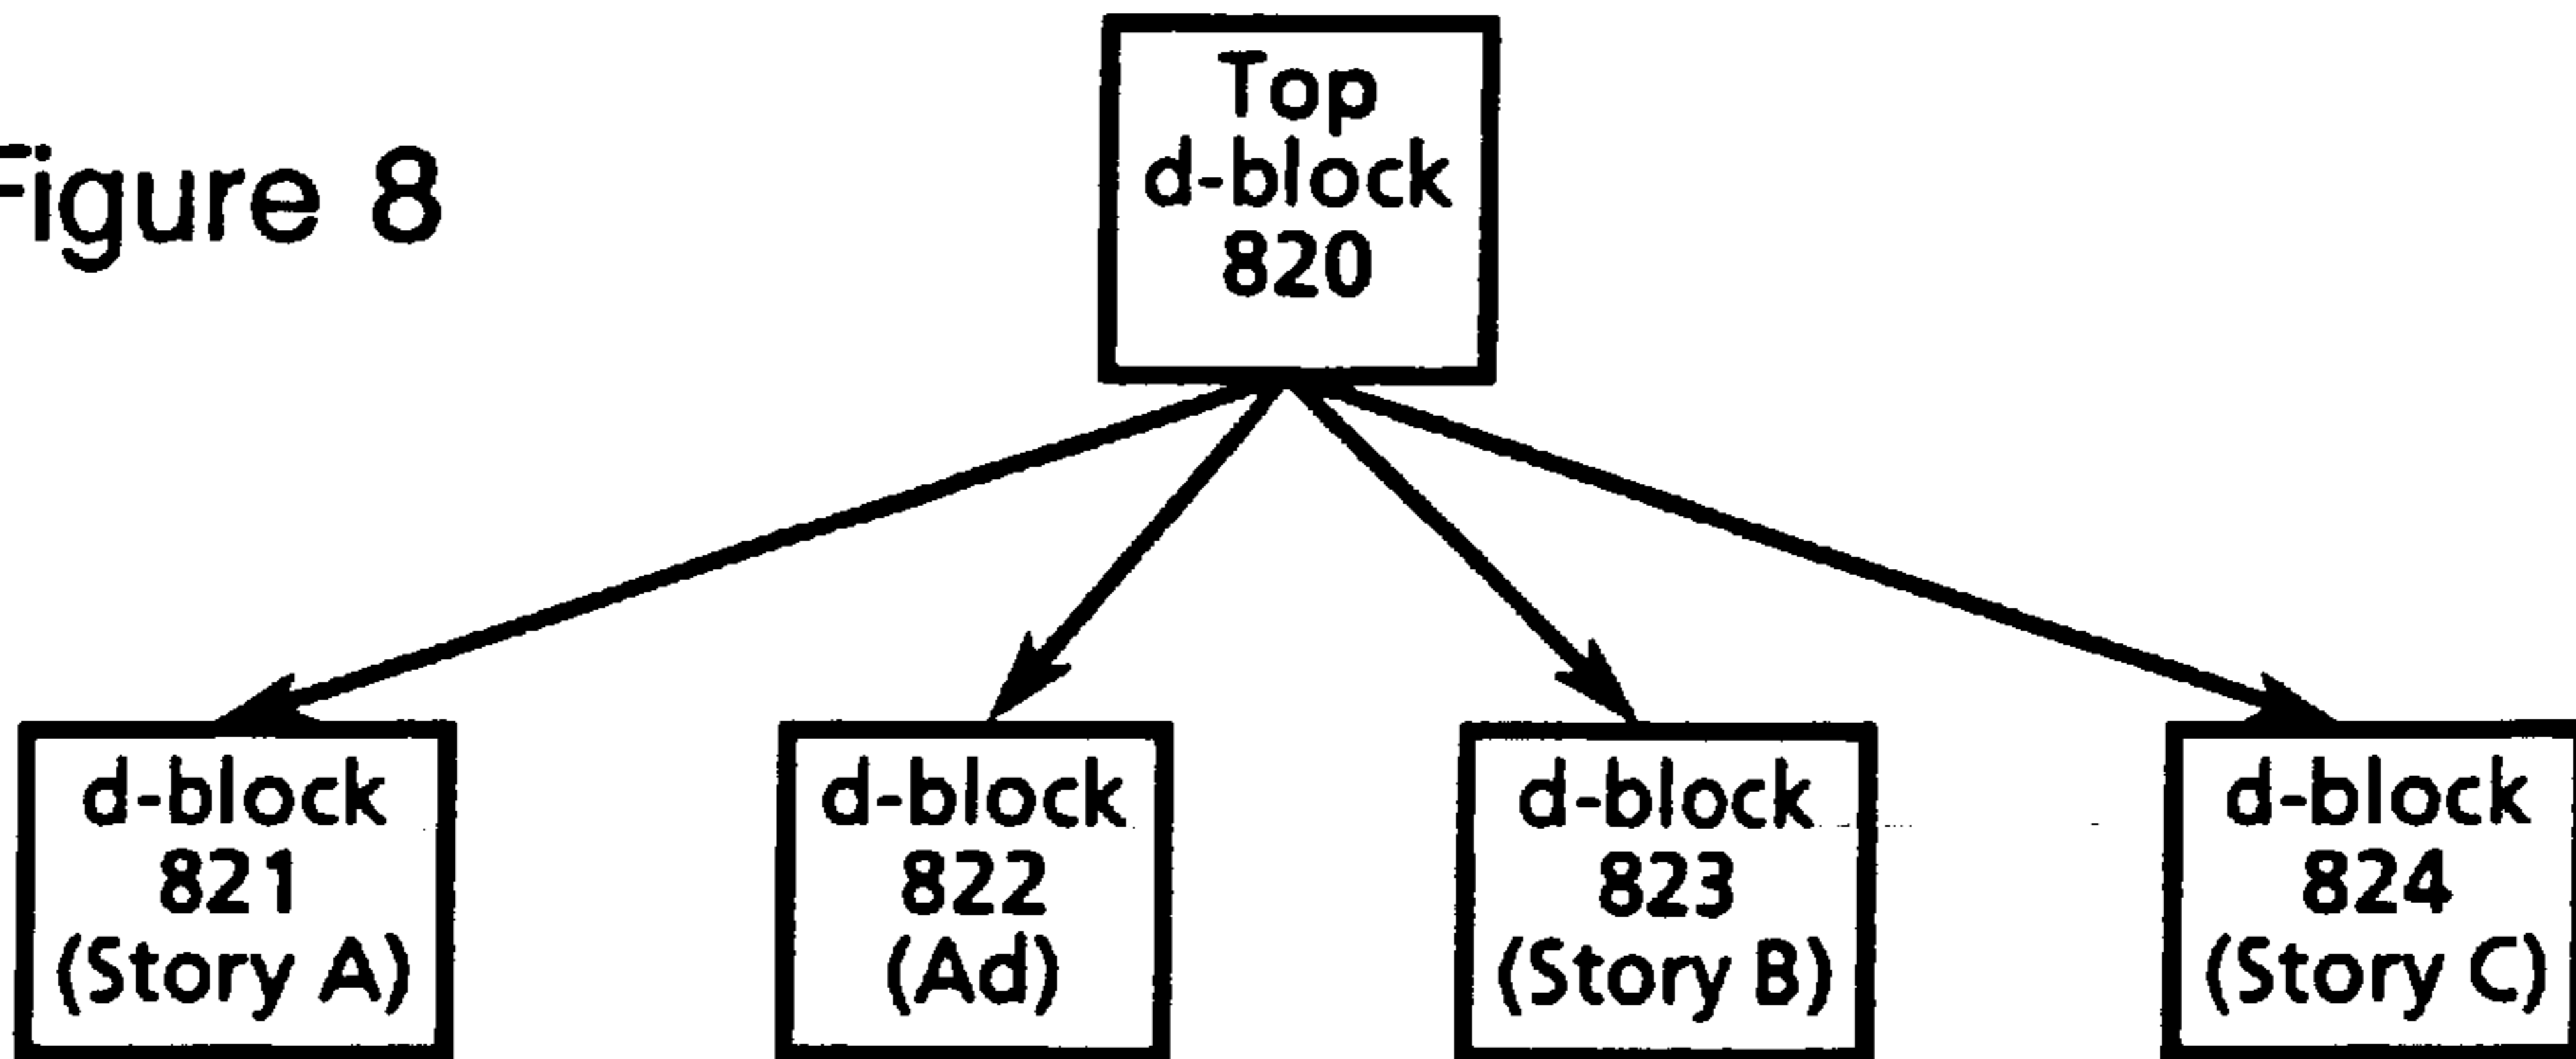 Figure 8
Top
d-block
820
d-block
821
(Story A)
d-block
822
(Ad)
d-block
823
(Story B)
d-block
824
(Story C)